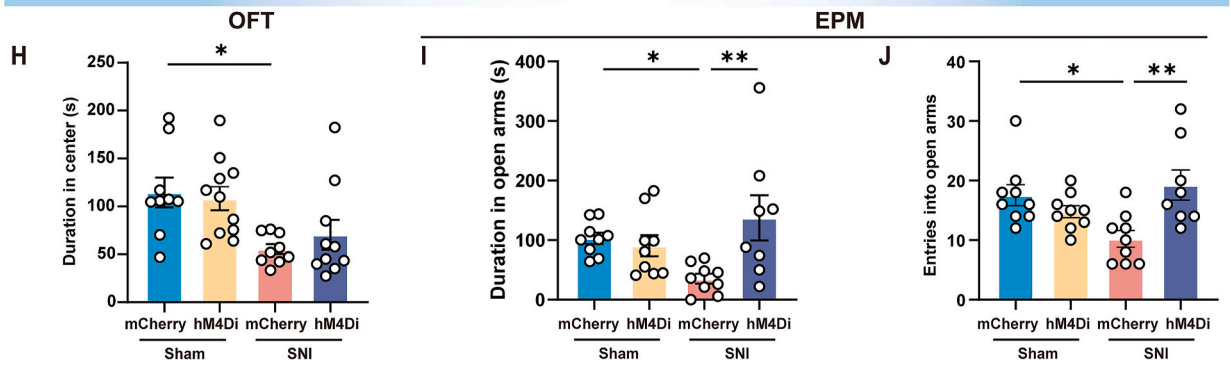 OFT
EPM
H
*
Duration in center (s)
250
200
150
100
50
0
mCherry hM4Di mCherry hM4Di
Sham SNI
I
* **
Duration in open arms (s)
400
300
200
100
0
mCherry hM4Di mCherry hM4Di
Sham SNI
J
* **
Entries into open arms
40
30
20
10
0
mCherry hM4Di mCherry hM4Di
Sham SNI